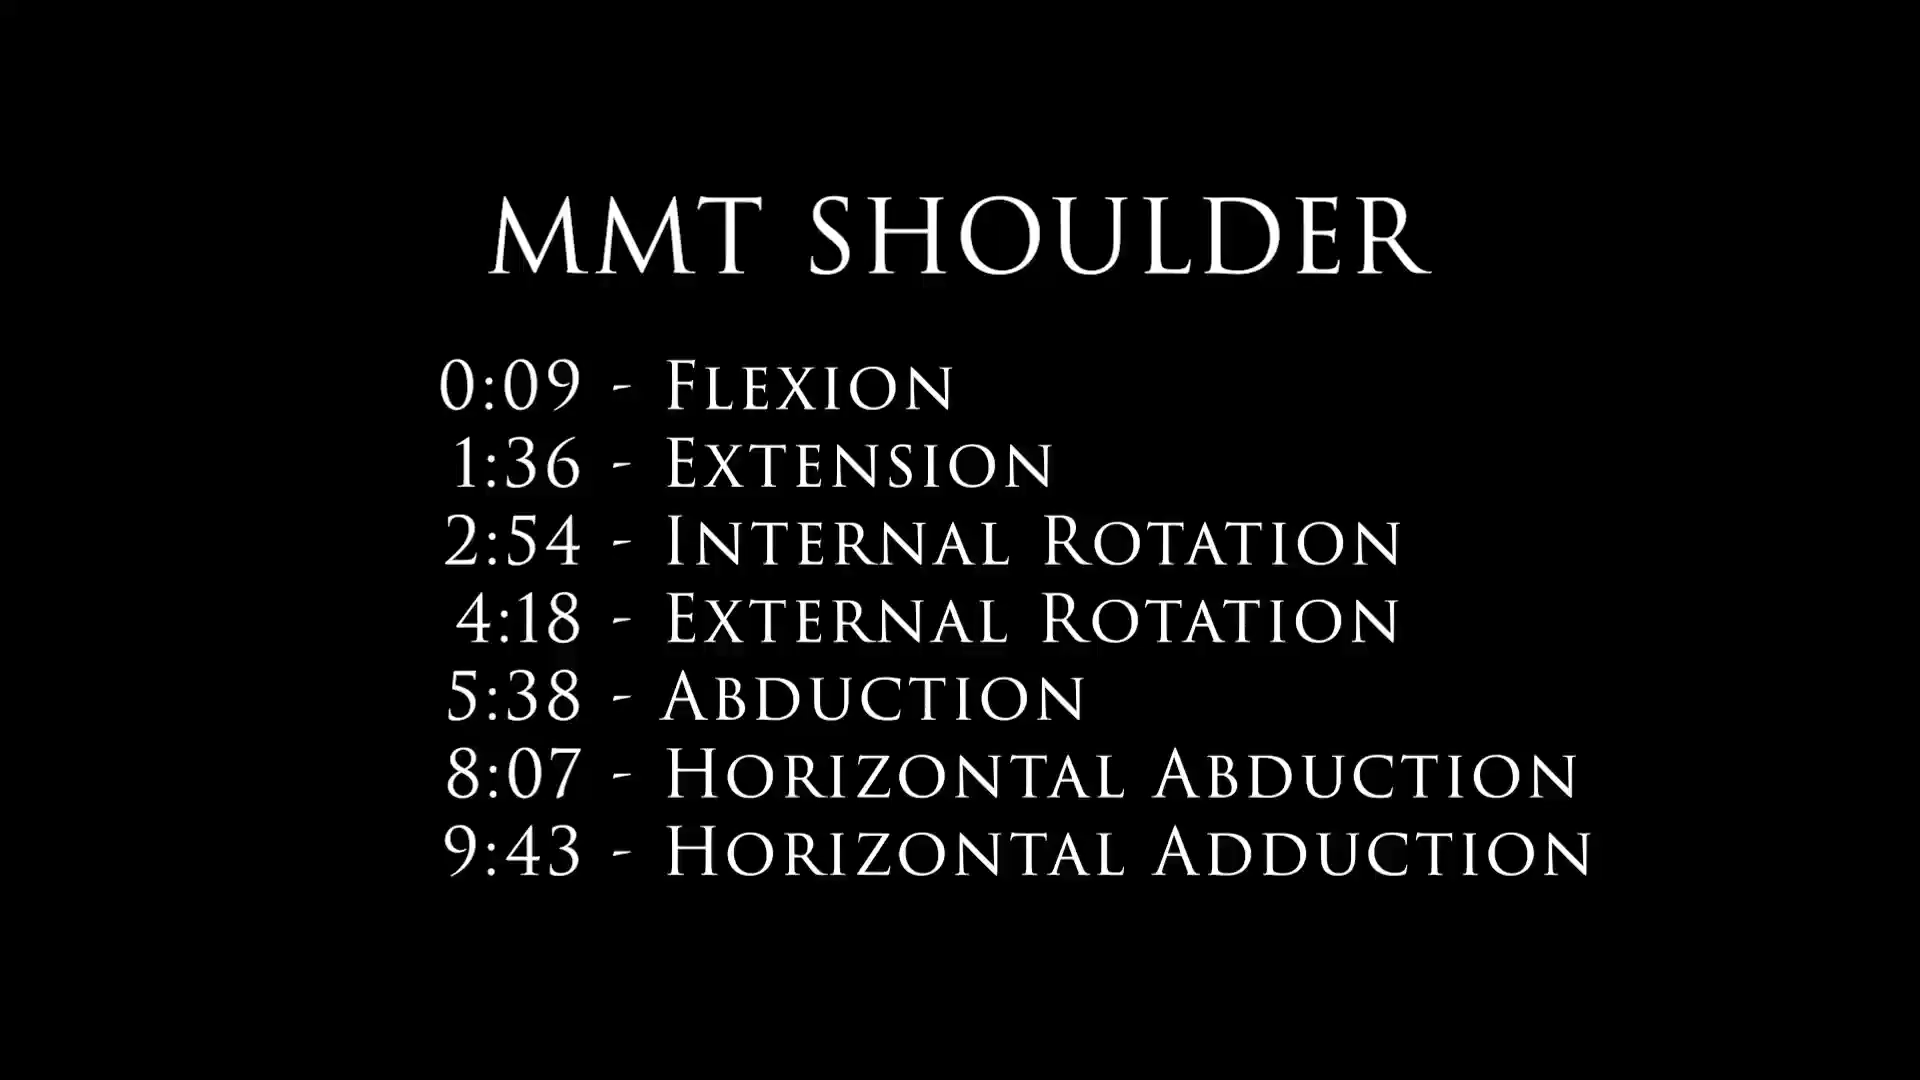 MMT SHOULDER
0:09 - FLEXION
1:36 - EXTENSION
2:54 - INTERNAL ROTATION
4:18 - EXTERNAL ROTATION
5:38 - ABDUCTION
8:07 - HORIZONTAL ABDUCTION
9:43 - HORIZONTAL ADDUCTION